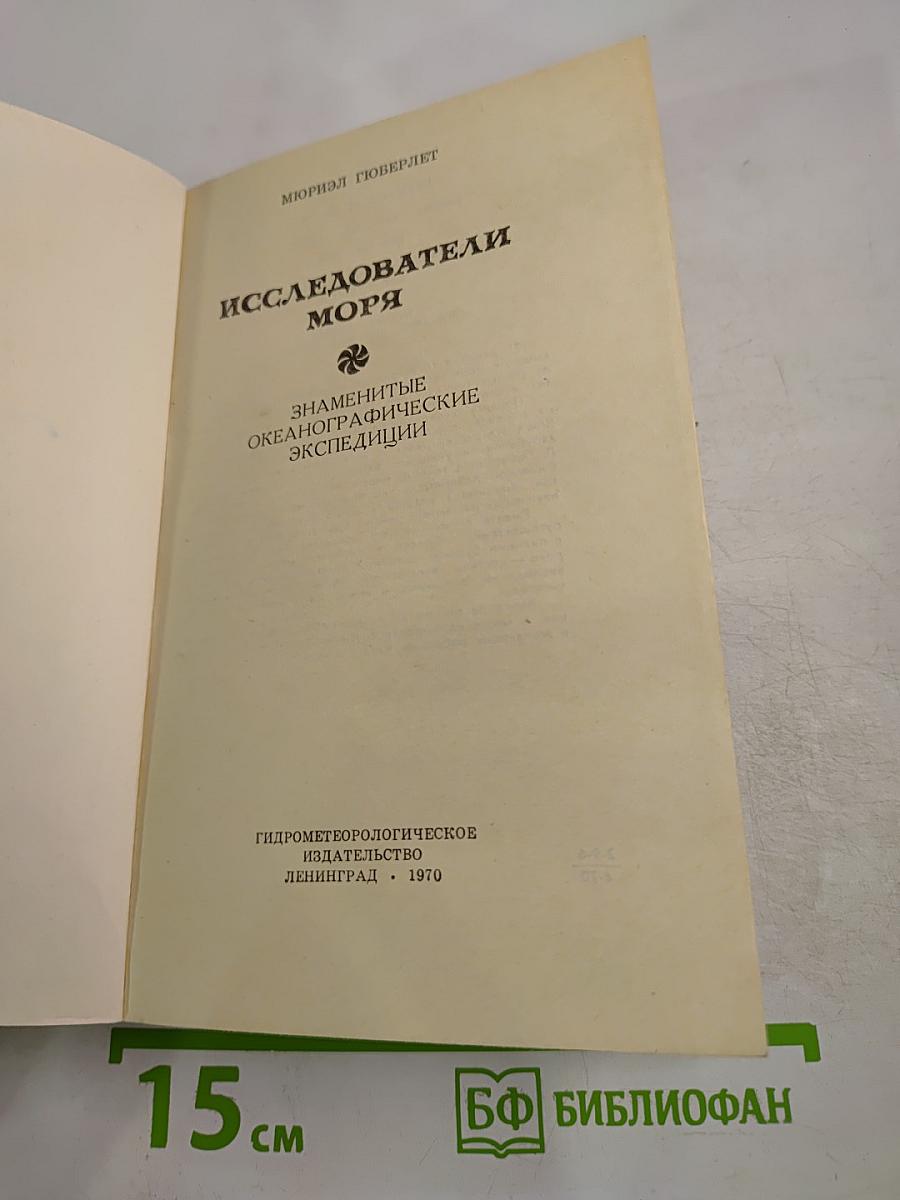 МЮРИЭЛ ГЮБЕРЛЕТ
ИССЛЕДОВАТЕЛИ
МОРЯ
ЗНАМЕНИТЫЕ
ОКЕАНОГРАФИЧЕСКИЕ
ЭКСПЕДИЦИИ
ГИДРОМЕТЕОРОЛОГИЧЕСКОЕ
ИЗДАТЕЛЬСТВО
ЛЕНИНГРАД • 1970
15 см
БФ БИБЛИОФАН